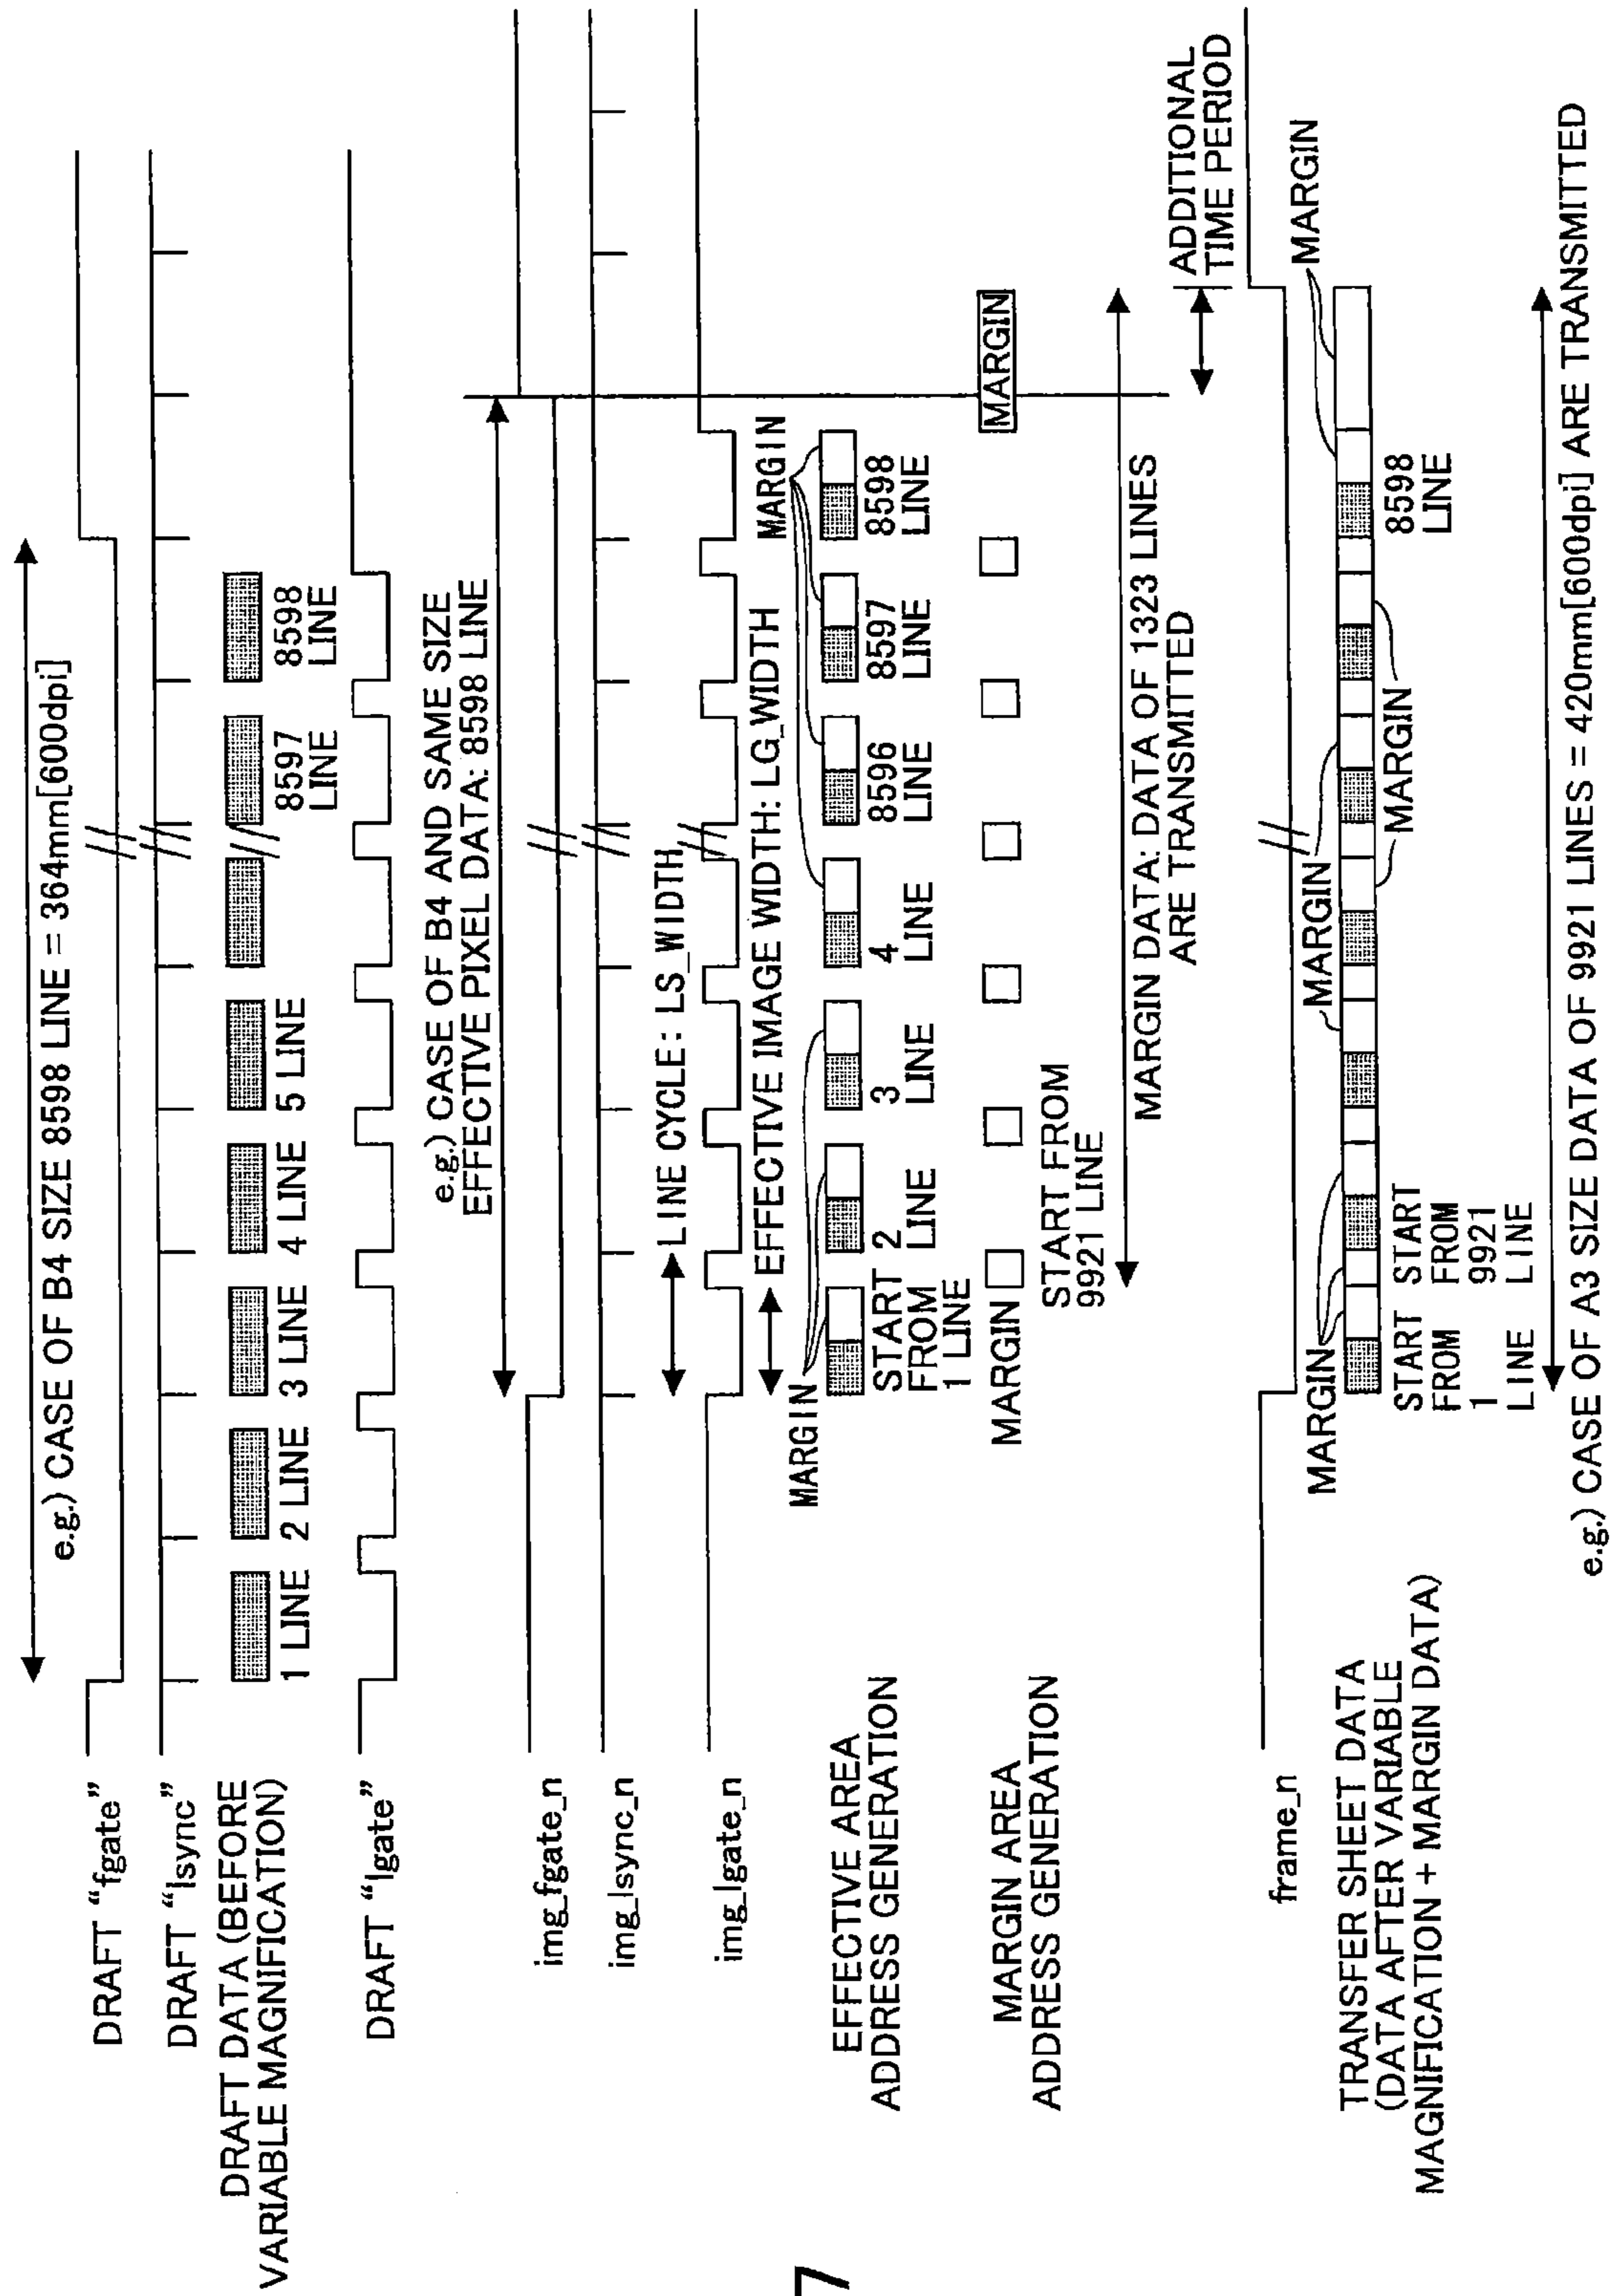 e.g.) CASE OF B4 SIZE 8598 LINE = 364mm[600dpi]
DRAFT “fgate”
DRAFT “lsync”
DRAFT DATA (BEFORE
VARIABLE MAGNIFICATION)
1 LINE 2 LINE 3 LINE 4 LINE 5 LINE
8597
LINE
8598
LINE
DRAFT “lgate”
e.g.) CASE OF B4 AND SAME SIZE
EFFECTIVE PIXEL DATA: 8598 LINE
img_fgate_n
img_lsync_n
LINE CYCLE: LS_WIDTH
img_lgate_n
EFFECTIVE IMAGE WIDTH: LG_WIDTH
MARGIN
MARGIN
EFFECTIVE AREA
ADDRESS GENERATION
START
FROM
1 LINE
2
LINE
3
LINE
4
LINE
8596
LINE
8597
LINE
8598
LINE
MARGIN AREA
ADDRESS GENERATION
MARGIN
MARGIN
START FROM
9921 LINE
MARGIN DATA: DATA OF 1323 LINES
ARE TRANSMITTED
ADDITIONAL
TIME PERIOD
frame_n
MARGIN
MARGIN
MARGIN
MARGIN
MARGIN
TRANSFER SHEET DATA
(DATA AFTER VARIABLE
MAGNIFICATION + MARGIN DATA)
START
FROM
1
LINE
START
FROM
9921
LINE
8598
LINE
e.g.) CASE OF A3 SIZE DATA OF 9921 LINES = 420mm[600dpi] ARE TRANSMITTED